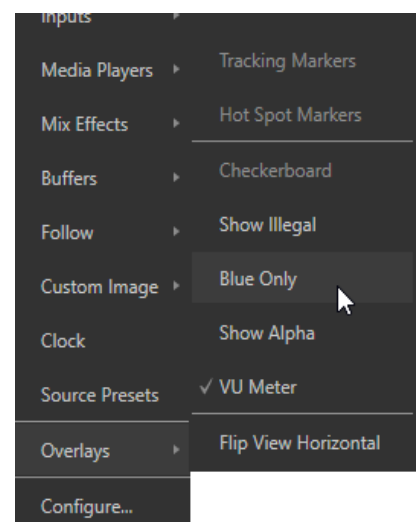 Inputs
Media Players
Mix Effects
Buffers
Follow
Custom Image
Clock
Source Presets
Overlays
Configure...
Tracking Markers
Hot Spot Markers
Checkerboard
Show Illegal
Blue Only
Show Alpha
✓ VU Meter
Flip View Horizontal